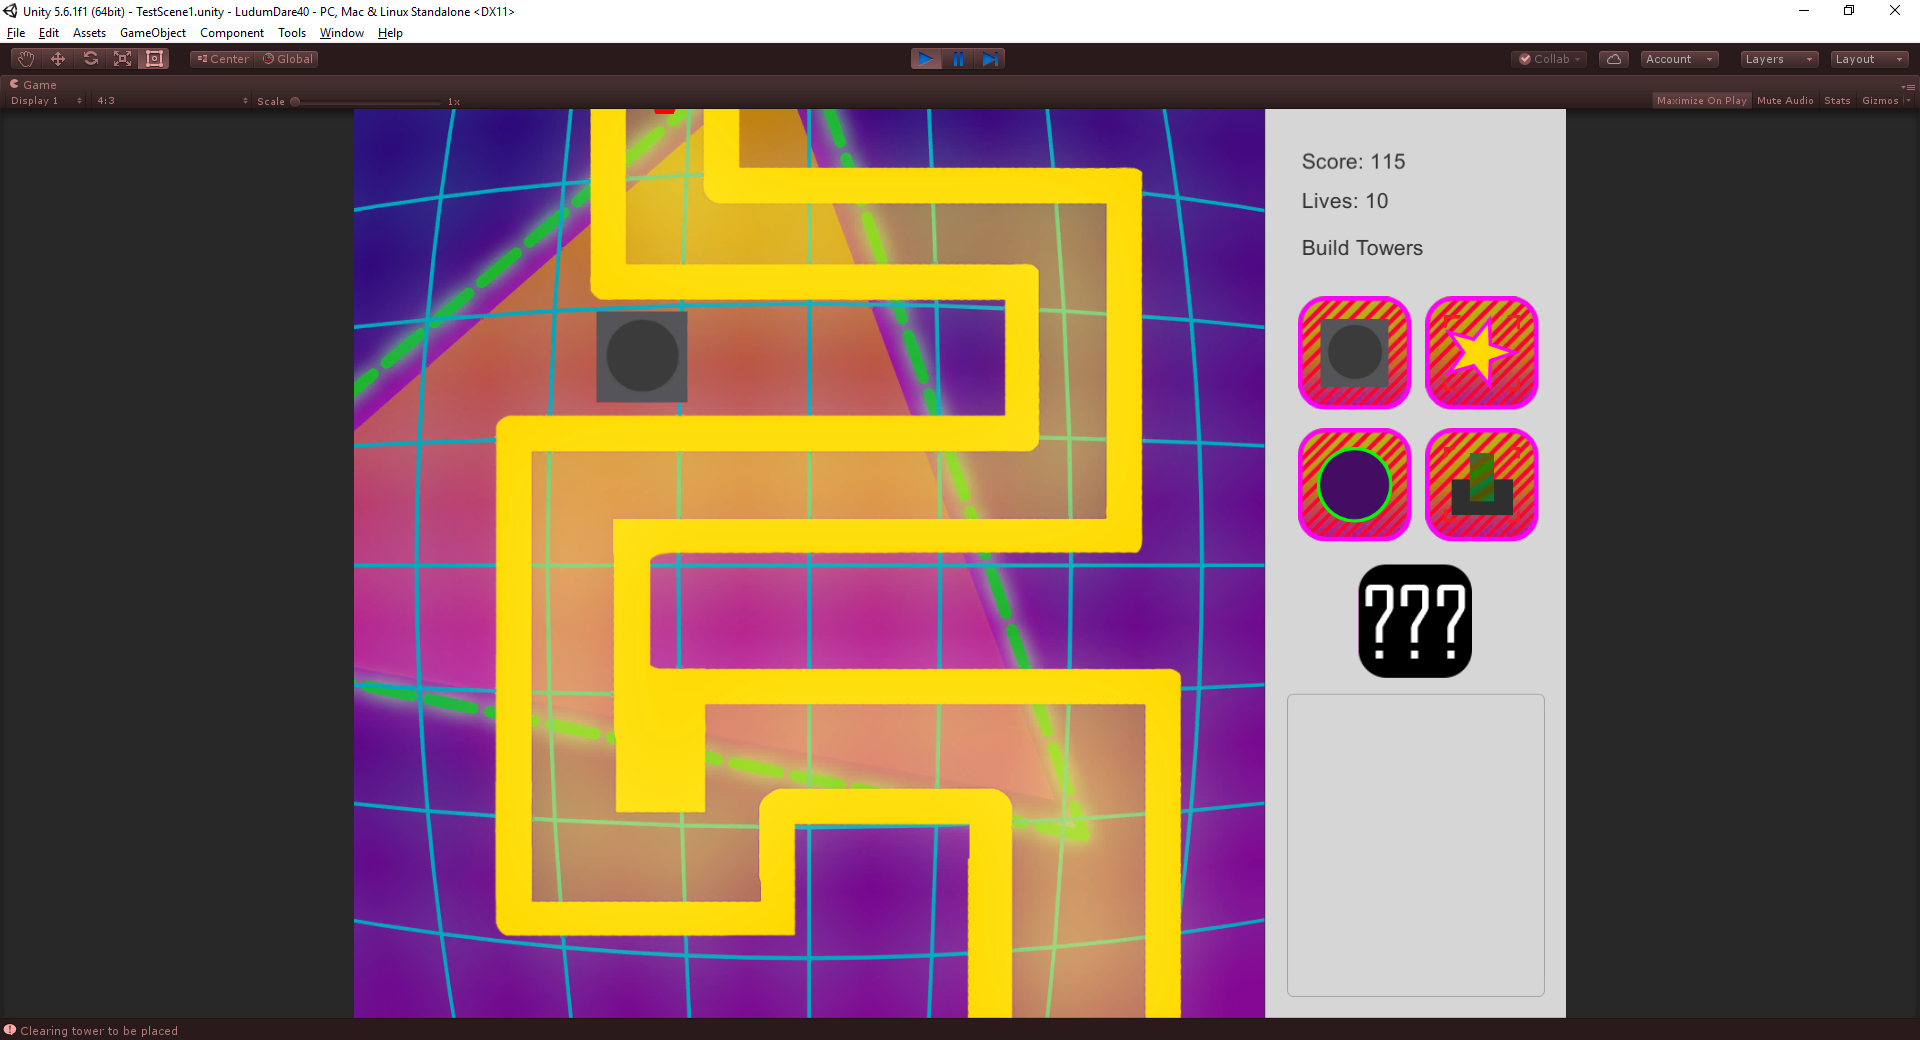 Unity 5.6.1f1 (64bit) - TestScene1.unity - LudumDare40 - PC, Mac & Linux Standalone <DX11>
File Edit Assets GameObject Component Tools Window Help
Center Global Collab Account Layers Layout
Game
Display 1 4:3 Scale 1x Maximize On Play Mute Audio Stats Gizmos
Score: 115
Lives: 10
Build Towers
???
Clearing tower to be placed